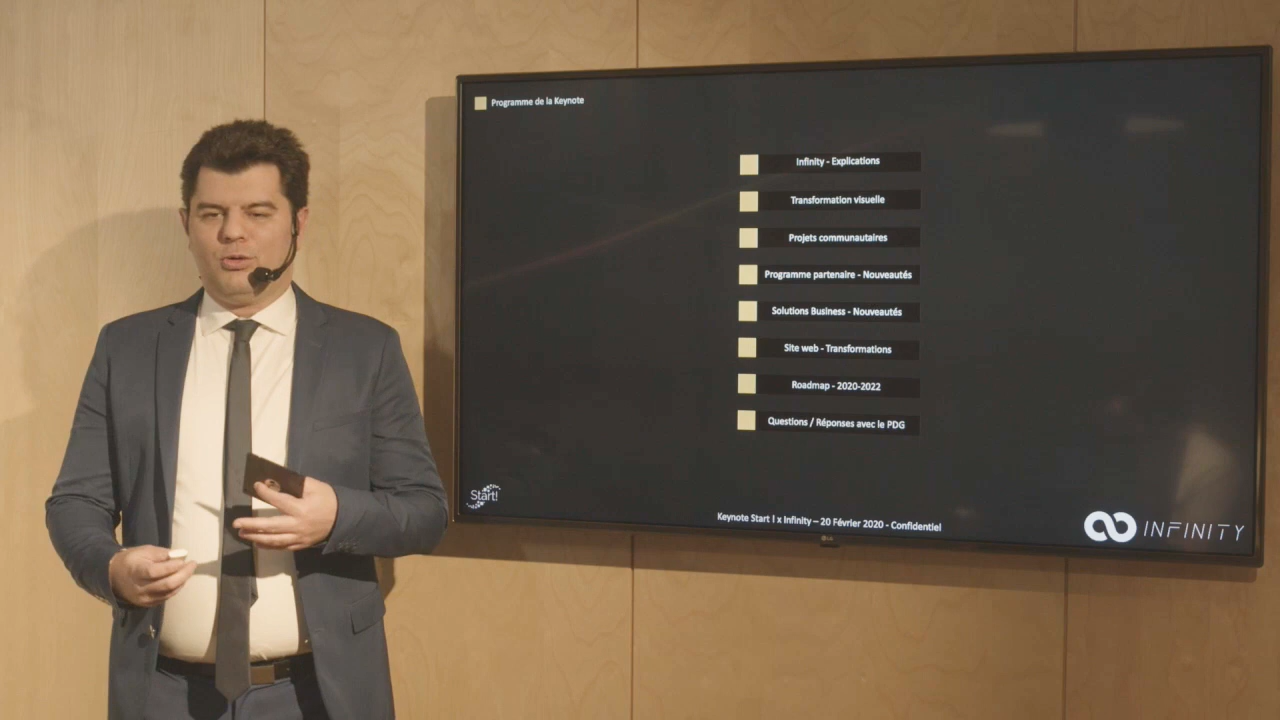 Programme de la Keynote
Infinity - Explications
Transformation visuelle
Projets communautaires
Programme partenaire - Nouveautés
Solutions Business - Nouveautés
Site web - Transformations
Roadmap - 2020-2022
Questions / Réponses avec le PDG
Start!
Keynote Start ! x Infinity – 20 Février 2020 - Confidentiel
INFINITY
LG